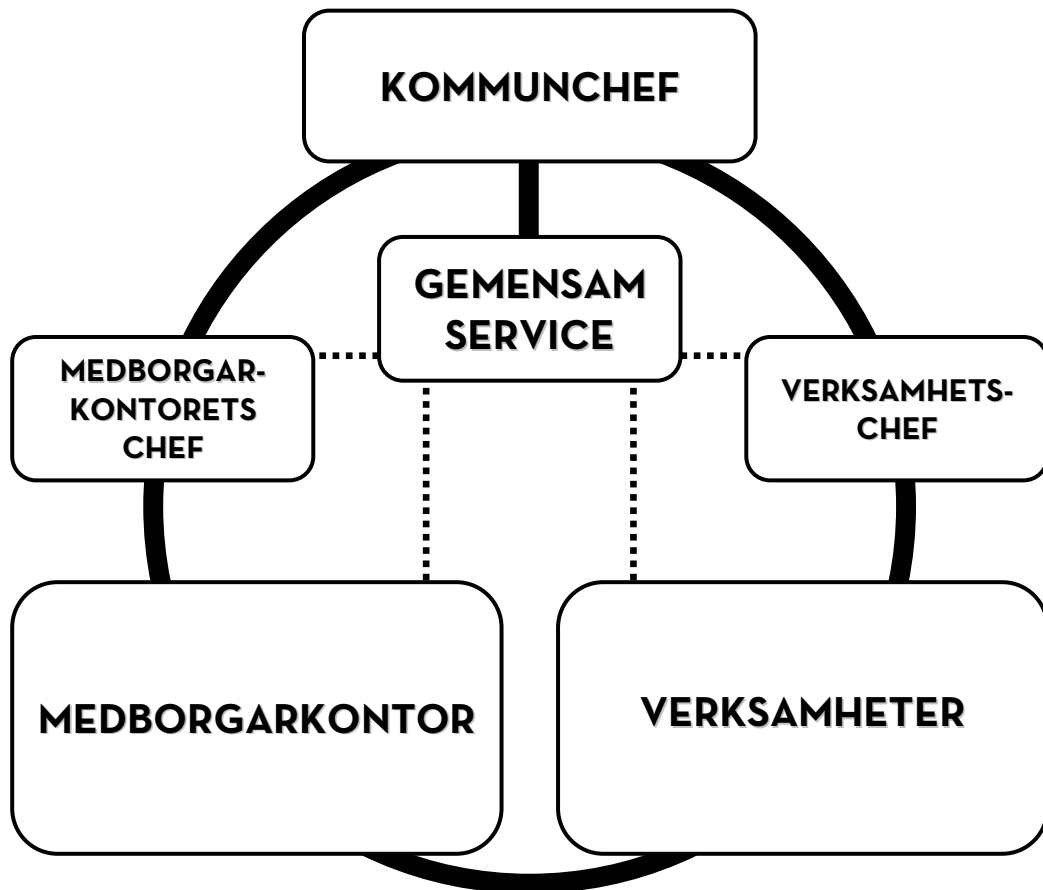 KOMMUNCHEF
GEMENSAM
SERVICE
MEDBORGAR-
KONTORETS
CHEF
VERKSAMHETS-
CHEF
MEDBORGARKONTOR
VERKSAMHETER